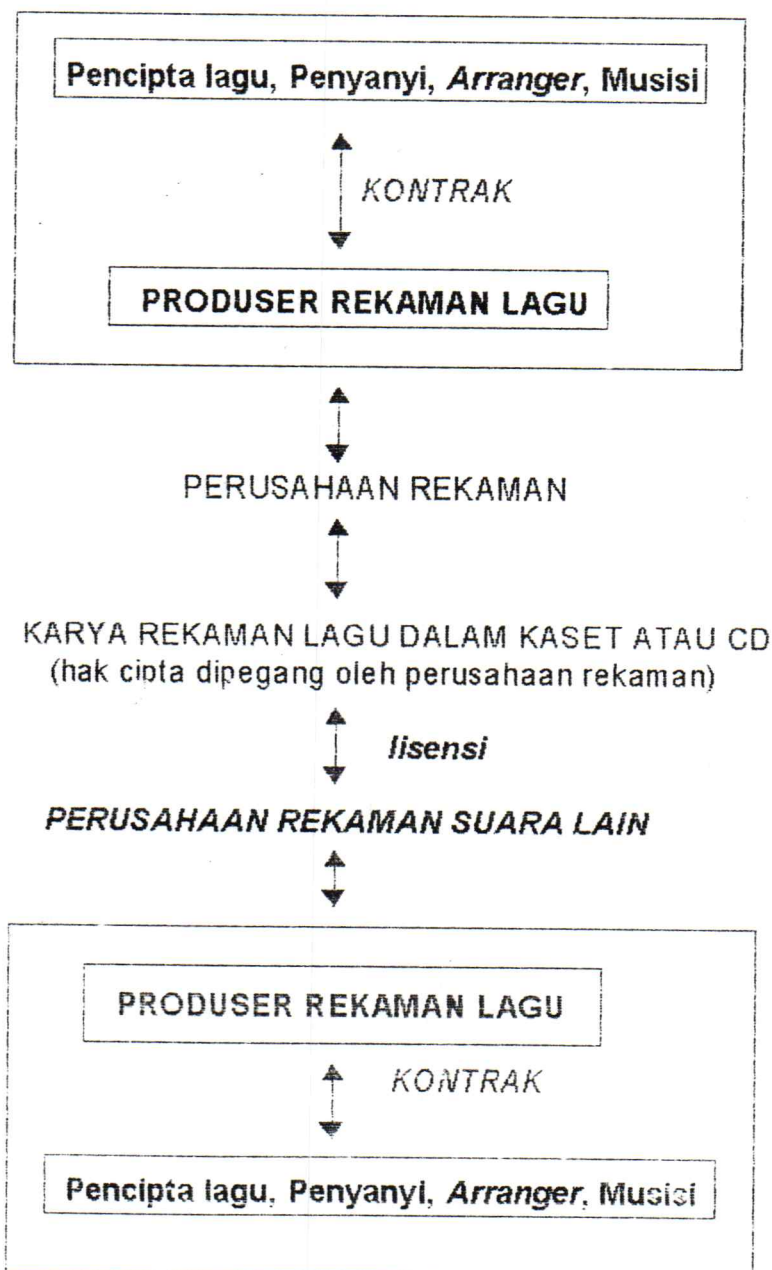 Pencipta lagu, Penyanyi, Arranger, Musisi
KONTRAK
PRODUSER REKAMAN LAGU
PERUSAHAAN REKAMAN
KARYA REKAMAN LAGU DALAM KASET ATAU CD
(hak cipta dipegang oleh perusahaan rekaman)
lisensi
PERUSAHAAN REKAMAN SUARA LAIN
PRODUSER REKAMAN LAGU
KONTRAK
Pencipta lagu, Penyanyi, Arranger, Musisi